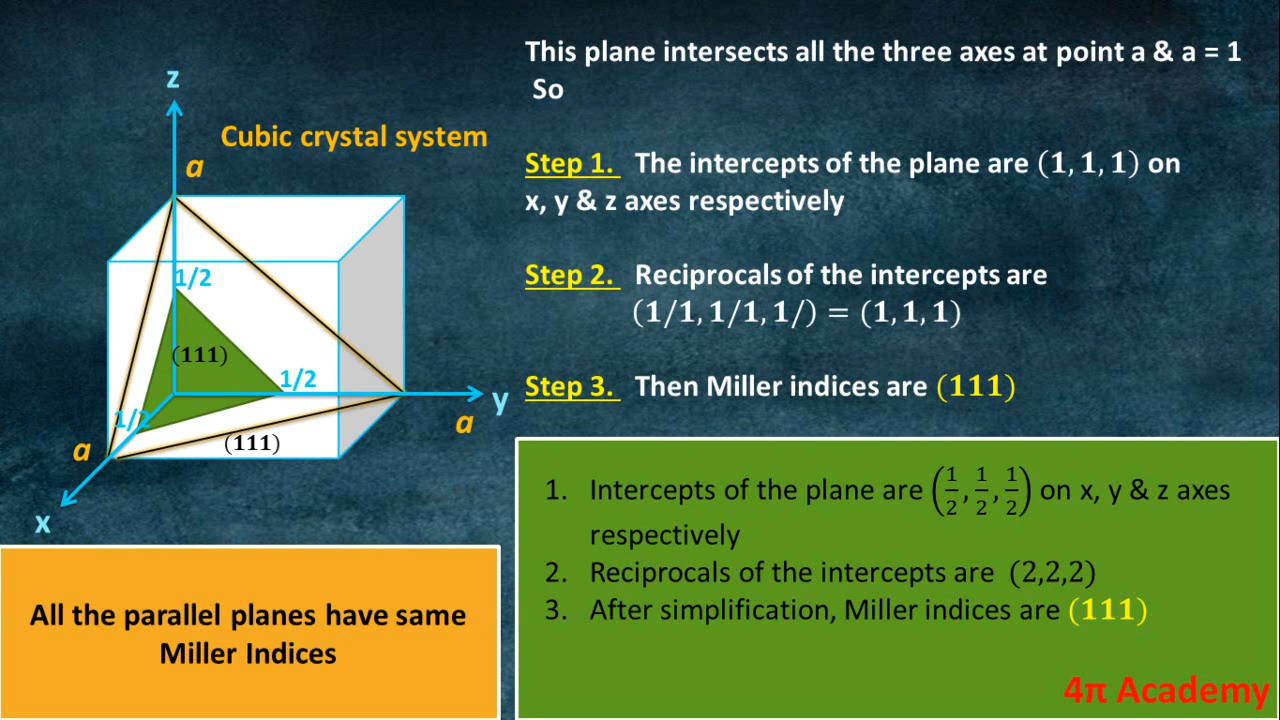 This plane intersects all the three axes at point a & a = 1
So
z
Cubic crystal system
a
Step 1. The intercepts of the plane are (1, 1, 1) on
x, y & z axes respectively
1/2
Step 2. Reciprocals of the intercepts are
(1/1, 1/1, 1/) = (1, 1, 1)
(111)
1/2
Step 3. Then Miller indices are (111)
y
1/2
a
(111)
a
x
1. Intercepts of the plane are (1/2, 1/2, 1/2) on x, y & z axes
respectively
2. Reciprocals of the intercepts are (2,2,2)
3. After simplification, Miller indices are (111)
All the parallel planes have same
Miller Indices
4π Academy